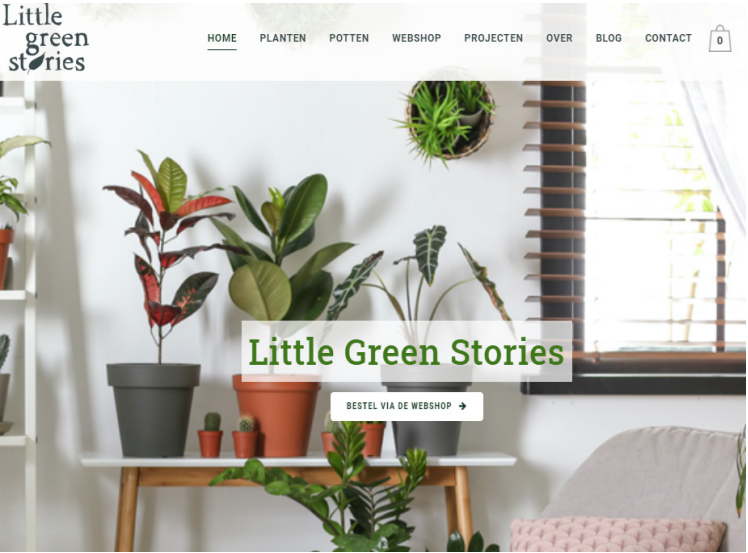 Little
green
stories
HOME PLANTEN POTTEN WEBSHOP PROJECTEN OVER BLOG CONTACT 0
Little Green Stories
BESTEL VIA DE WEBSHOP